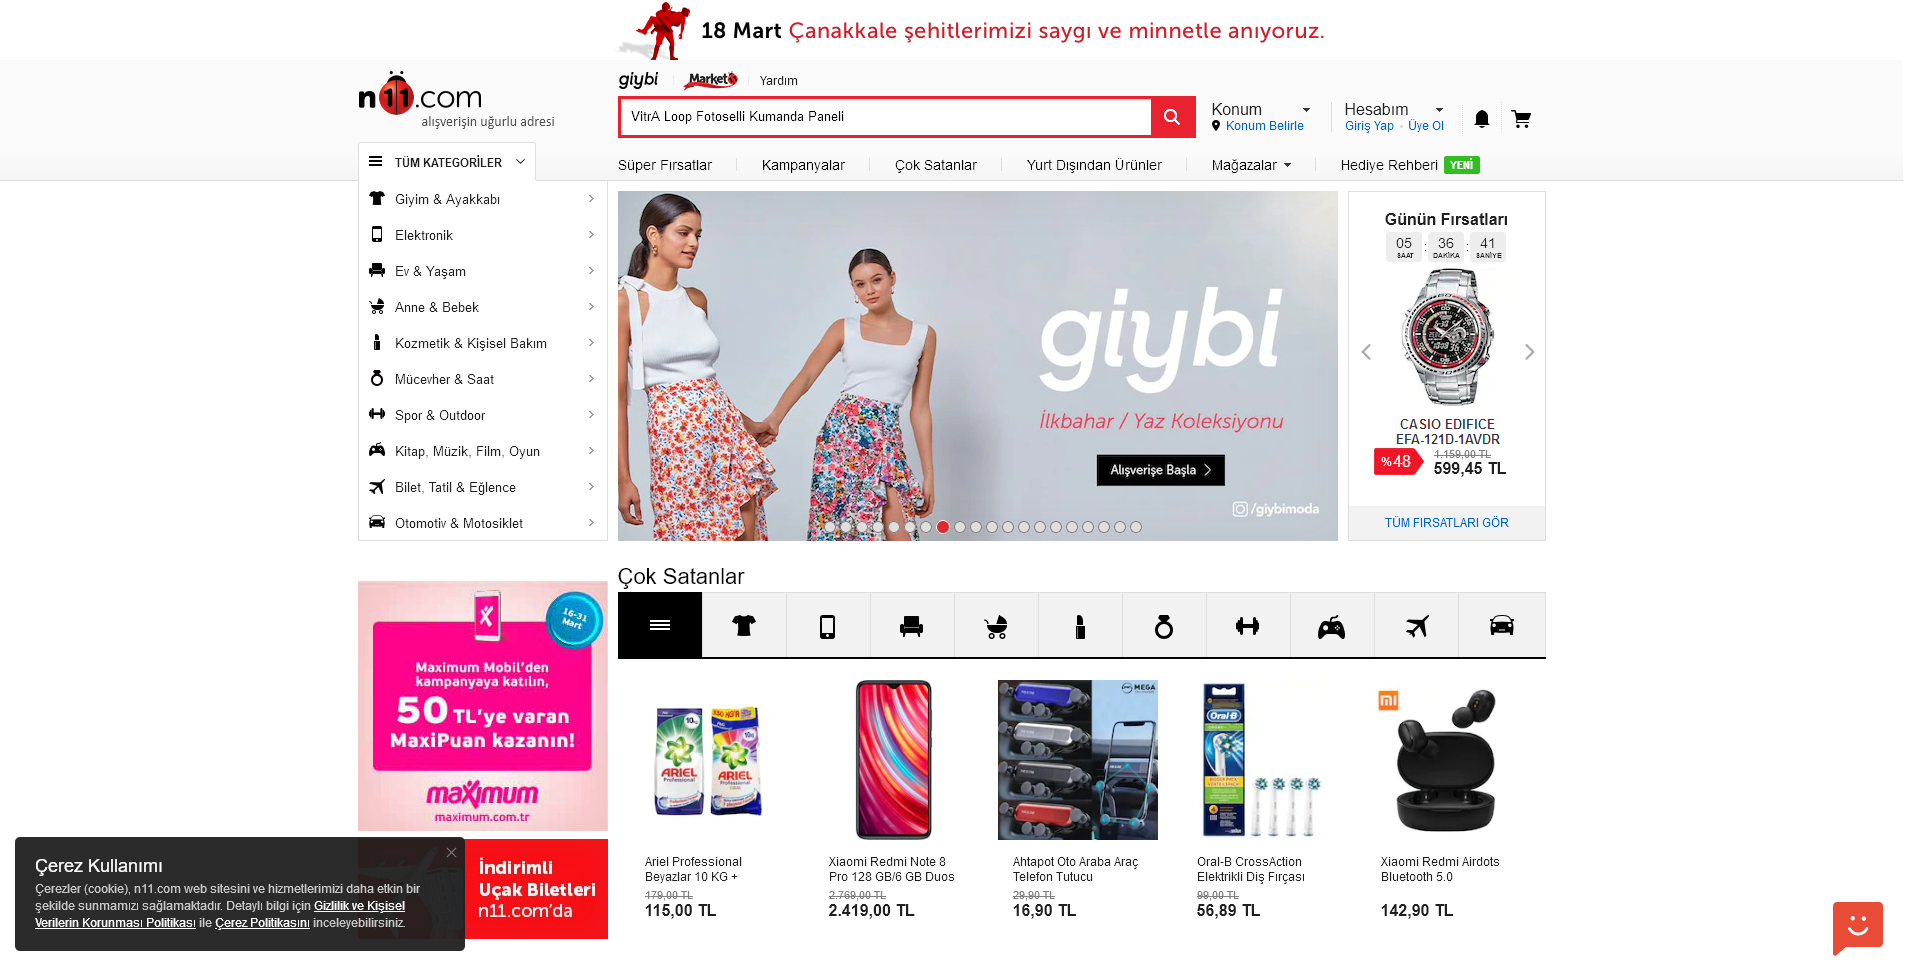 18 Mart Çanakkale şehitlerimizi saygı ve minnetle anıyoruz.
giybi
Market
Yardım
n11.com
alışverişin uğurlu adresi
VitrA Loop Fotoselli Kumanda Paneli
Konum
Konum Belirle
Hesabım
Giriş Yap
Üye Ol
TÜM KATEGORİLER
Süper Fırsatlar
Kampanyalar
Çok Satanlar
Yurt Dışından Ürünler
Mağazalar
Hediye Rehberi YENİ
Giyim & Ayakkabı
Elektronik
Ev & Yaşam
Anne & Bebek
Kozmetik & Kişisel Bakım
Mücevher & Saat
Spor & Outdoor
Kitap, Müzik, Film, Oyun
Bilet, Tatil & Eğlence
Otomotiv & Motosiklet
giybi
İlkbahar / Yaz Koleksiyonu
Alışverişe Başla
/giybimoda
Günün Fırsatları
05 : 36 : 41
SAAT DAKİKA SANİYE
CASIO EDIFICE
EFA-121D-1AVDR
%48
1.159,00 TL
599,45 TL
TÜM FIRSATLARI GÖR
16-31
Mart
Maximum Mobil'den
kampanyaya katılın,
50 TL'ye varan
MaxiPuan kazanın!
maximum
maximum.com.tr
İndirimli
Uçak Biletleri
n11.com'da
Çok Satanlar
ARIEL
Professional
ARIEL
MEGA
Oral-B
mi
Ariel Professional
Beyazlar 10 KG +
179,00 TL
115,00 TL
Xiaomi Redmi Note 8
Pro 128 GB/6 GB Duos
2.769,00 TL
2.419,00 TL
Ahtapot Oto Araba Araç
Telefon Tutucu
29,90 TL
16,90 TL
Oral-B CrossAction
Elektrikli Diş Fırçası
99,00 TL
56,89 TL
Xiaomi Redmi Airdots
Bluetooth 5.0
142,90 TL
Çerez Kullanımı
Çerezler (cookie), n11.com web sitesini ve hizmetlerimizi daha etkin bir
şekilde sunmamızı sağlamaktadır. Detaylı bilgi için Gizlilik ve Kişisel
Verilerin Korunması Politikası ile Çerez Politikasını inceleyebilirsiniz.